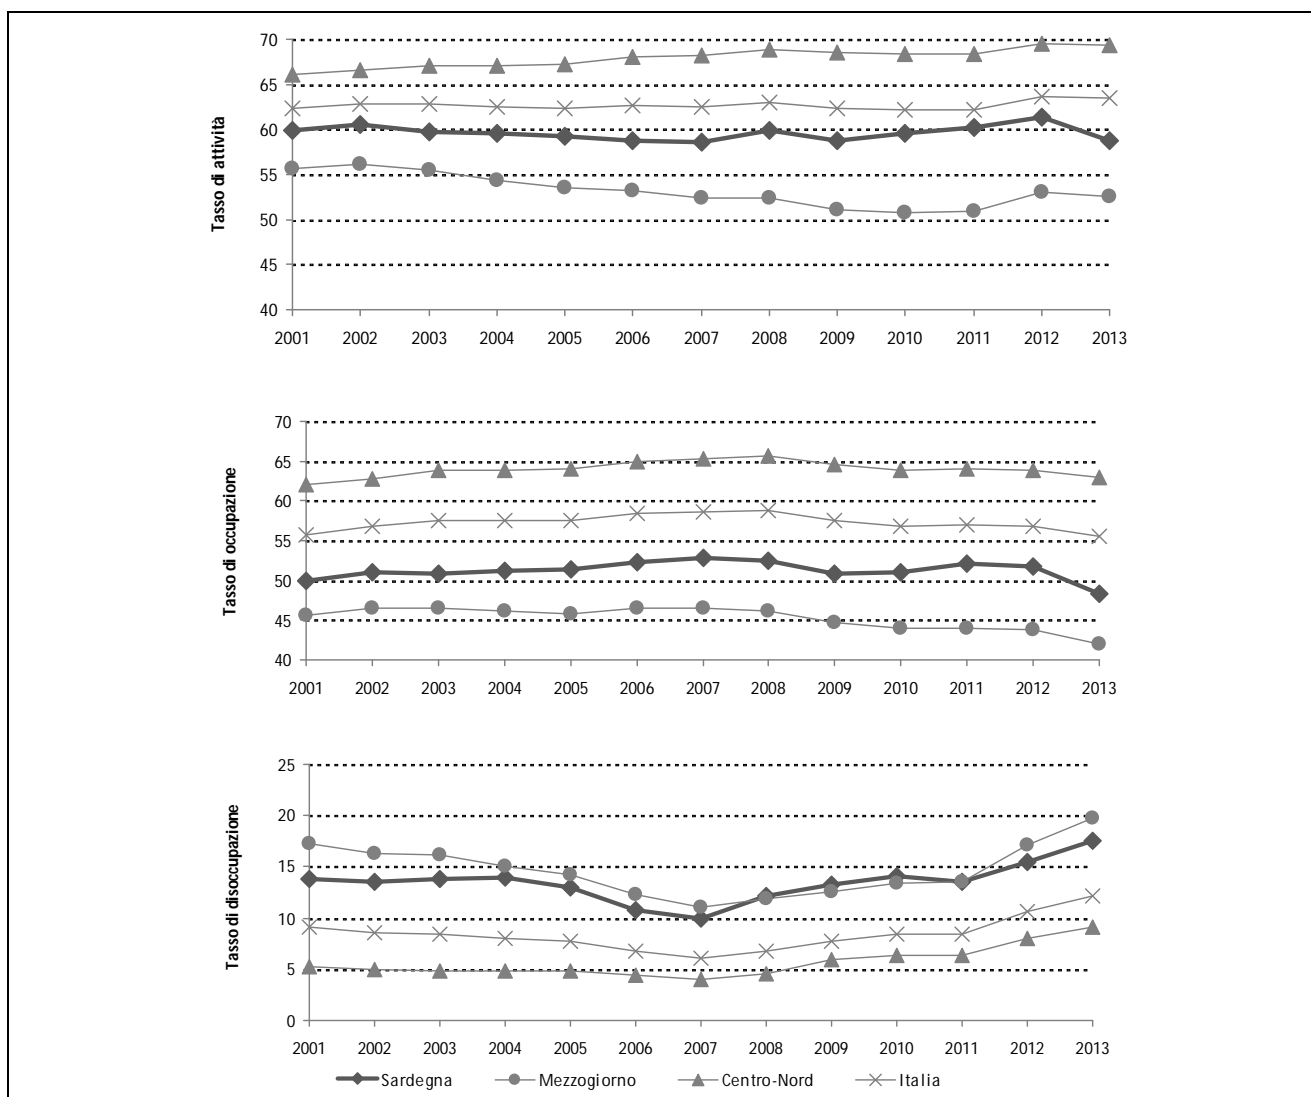 Tasso di attività
70
65
60
55
50
45
40
2001 2002 2003 2004 2005 2006 2007 2008 2009 2010 2011 2012 2013
Tasso di occupazione
70
65
60
55
50
45
40
2001 2002 2003 2004 2005 2006 2007 2008 2009 2010 2011 2012 2013
Tasso di disoccupazione
25
20
15
10
5
0
2001 2002 2003 2004 2005 2006 2007 2008 2009 2010 2011 2012 2013
Sardegna Mezzogiorno Centro-Nord Italia